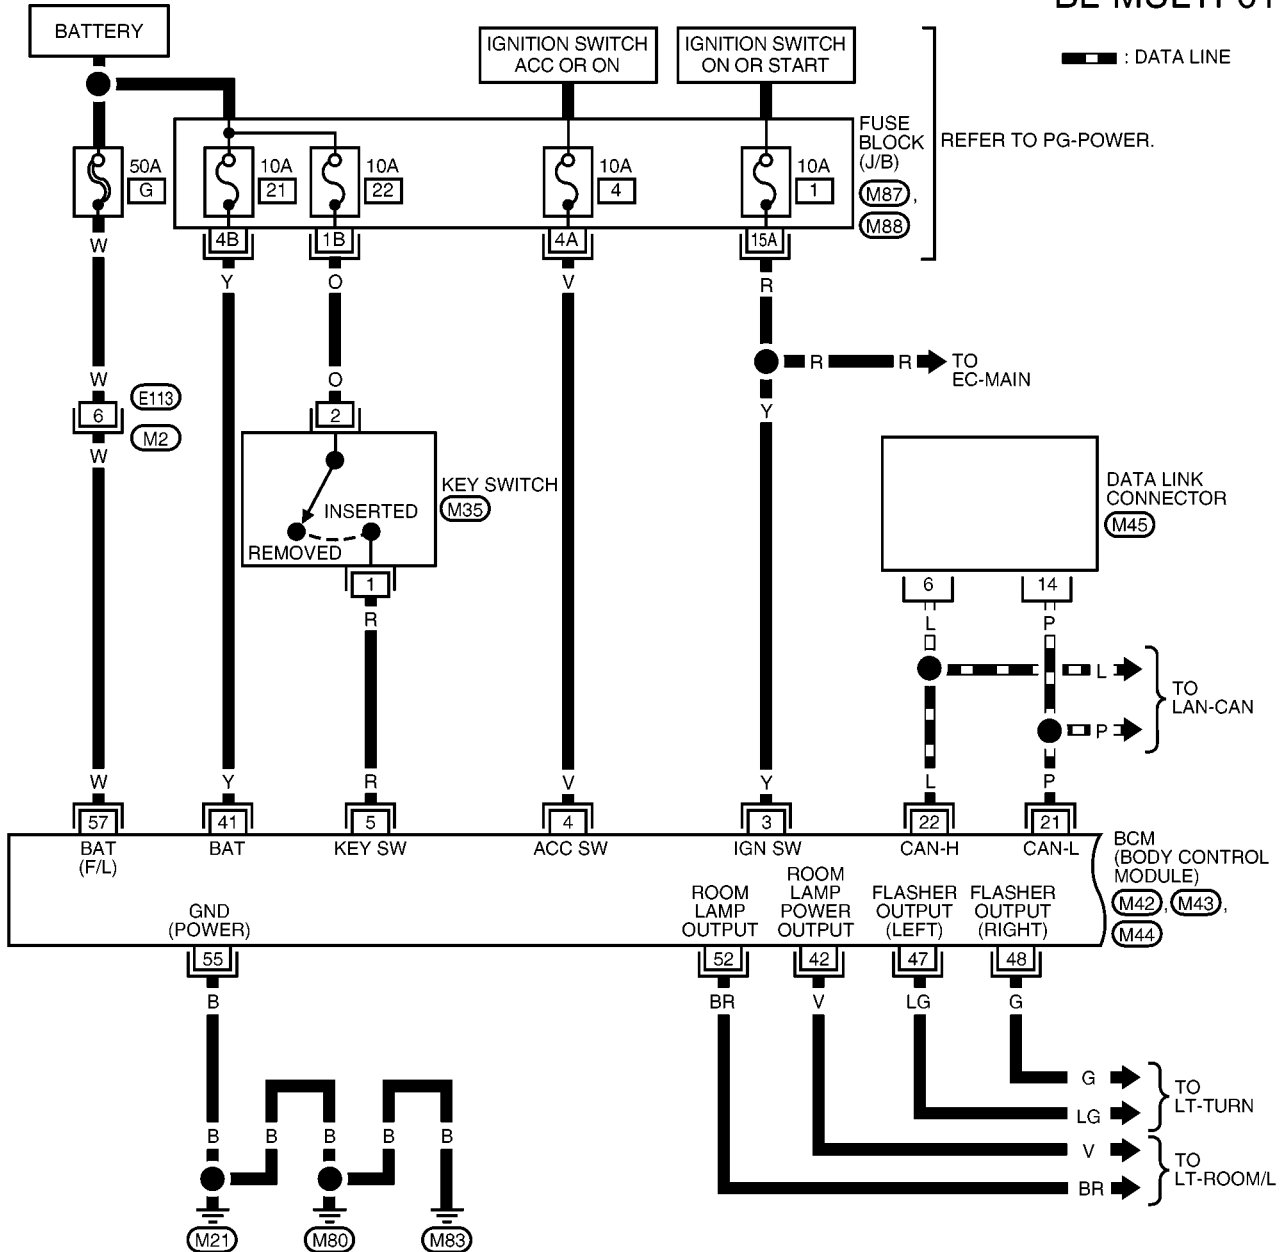 BATTERY
IGNITION SWITCH
ACC OR ON
IGNITION SWITCH
ON OR START
: DATA LINE
50A
G
10A
21
10A
22
10A
4
10A
1
FUSE
BLOCK
(J/B)
M87,
M88
REFER TO PG-POWER.
4B
1B
4A
15A
W
Y
O
V
R
R
R
TO
EC-MAIN
W
O
Y
6
E113
M2
W
2
KEY SWITCH
M35
INSERTED
REMOVED
1
R
DATA LINK
CONNECTOR
M45
6
14
L
P
L
P
TO
LAN-CAN
W
Y
R
V
Y
L
P
57
41
5
4
3
22
21
BAT
(F/L)
BAT
KEY SW
ACC SW
IGN SW
CAN-H
CAN-L
BCM
(BODY CONTROL
MODULE)
M42, M43,
M44
GND
(POWER)
ROOM
LAMP
OUTPUT
ROOM
LAMP
POWER
OUTPUT
FLASHER
OUTPUT
(LEFT)
FLASHER
OUTPUT
(RIGHT)
55
52
42
47
48
B
BR
V
LG
G
G
LG
TO
LT-TURN
V
BR
TO
LT-ROOM/L
B
B
B
B
B
M21
M80
M83